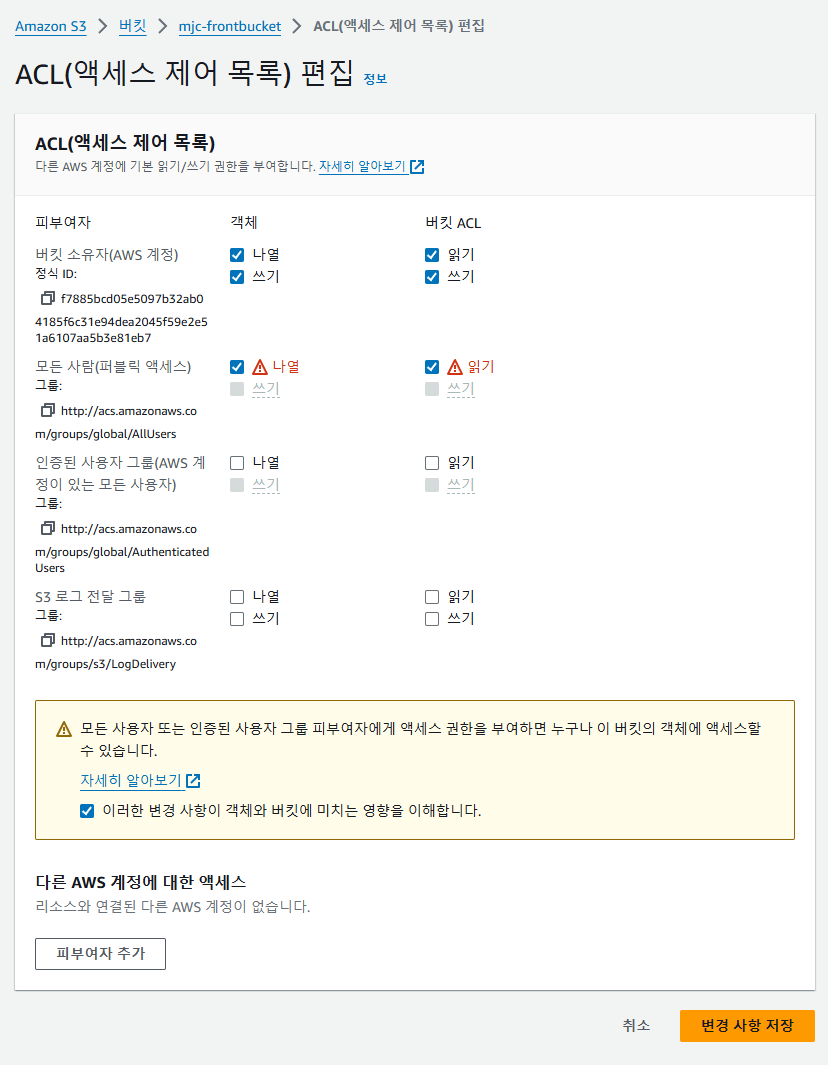 Amazon S3 > 버킷 > mjc-frontbucket > ACL(액세스 제어 목록) 편집
ACL(액세스 제어 목록) 편집 정보
ACL(액세스 제어 목록)
다른 AWS 계정에 기본 읽기/쓰기 권한을 부여합니다. 자세히 알아보기
피부여자 객체 버킷 ACL
버킷 소유자(AWS 계정) 나열 읽기
정식 ID: 쓰기 쓰기
f7885bcd05e5097b32ab0
4185f6c31e94dea2045f59e2e5
1a6107aa5b3e81eb7
모든 사람(퍼블릭 액세스) 나열 읽기
그룹: 쓰기 쓰기
http://acs.amazonaws.co
m/groups/global/AllUsers
인증된 사용자 그룹(AWS 계 나열 읽기
정이 있는 모든 사용자) 쓰기 쓰기
그룹:
http://acs.amazonaws.co
m/groups/global/Authenticated
Users
S3 로그 전달 그룹 나열 읽기
그룹: 쓰기 쓰기
http://acs.amazonaws.co
m/groups/s3/LogDelivery
모든 사용자 또는 인증된 사용자 그룹 피부여자에게 액세스 권한을 부여하면 누구나 이 버킷의 객체에 액세스할
수 있습니다.
자세히 알아보기
이러한 변경 사항이 객체와 버킷에 미치는 영향을 이해합니다.
다른 AWS 계정에 대한 액세스
리소스와 연결된 다른 AWS 계정이 없습니다.
피부여자 추가
취소 변경 사항 저장